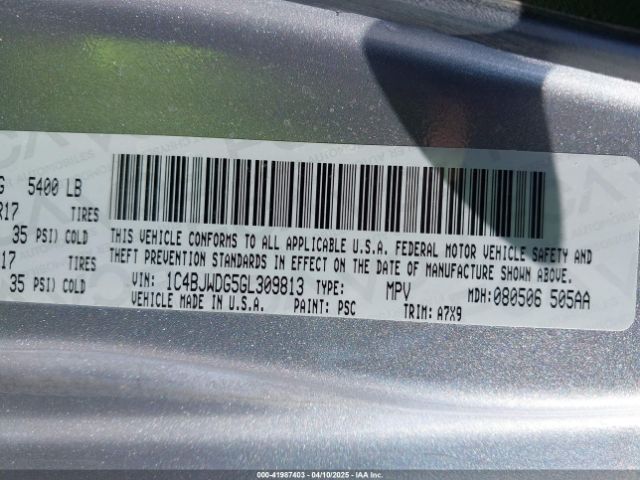 G 5400 LB
R17 TIRES
35 PSI) COLD
17 TIRES
35 PSI) COLD
THIS VEHICLE CONFORMS TO ALL APPLICABLE U.S.A. FEDERAL MOTOR VEHICLE SAFETY AND
THEFT PREVENTION STANDARDS IN EFFECT ON THE DATE OF MANUFACTURE SHOWN ABOVE.
VIN: 1C4BJWDG5GL309813 TYPE: MPV MDH: 080506 505AA
VEHICLE MADE IN U.S.A. PAINT: PSC TRIM: A7X9
000-41987403 - 04/10/2025 - IAAI.COM